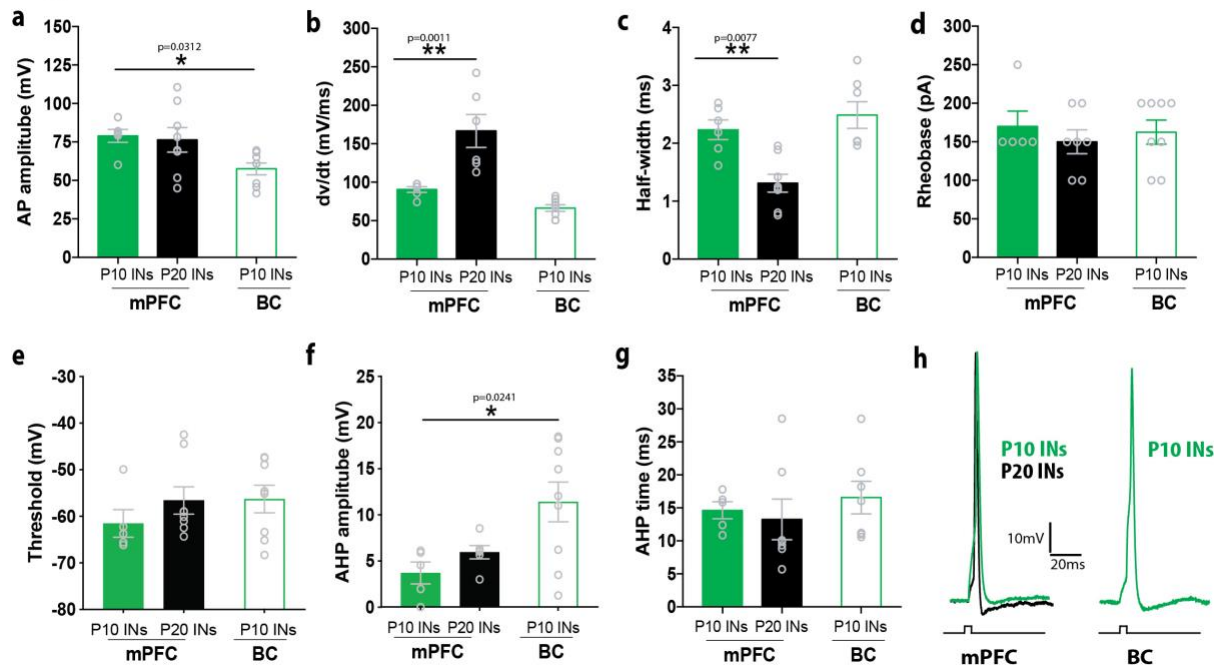 a
AP amplitube (mV)
150
125
100
75
50
25
0
p=0.0312
*
P10 INs P20 INs P10 INs
mPFC BC
b
dv/dt (mV/ms)
300
250
200
150
100
50
0
p=0.0011
**
P10 INs P20 INs P10 INs
mPFC BC
c
Half-width (ms)
4
3
2
1
0
p=0.0077
**
P10 INs P20 INs P10 INs
mPFC BC
d
Rheobase (pA)
300
250
200
150
100
50
0
P10 INs P20 INs P10 INs
mPFC BC
e
Threshold (mV)
-30
-40
-50
-60
-70
-80
P10 INs P20 INs P10 INs
mPFC BC
f
AHP amplitube (mV)
25
20
15
10
5
0
p=0.0241
*
P10 INs P20 INs P10 INs
mPFC BC
g
AHP time (ms)
35
30
25
20
15
10
5
0
P10 INs P20 INs P10 INs
mPFC BC
h
P10 INs
P20 INs
P10 INs
10mV
20ms
mPFC BC